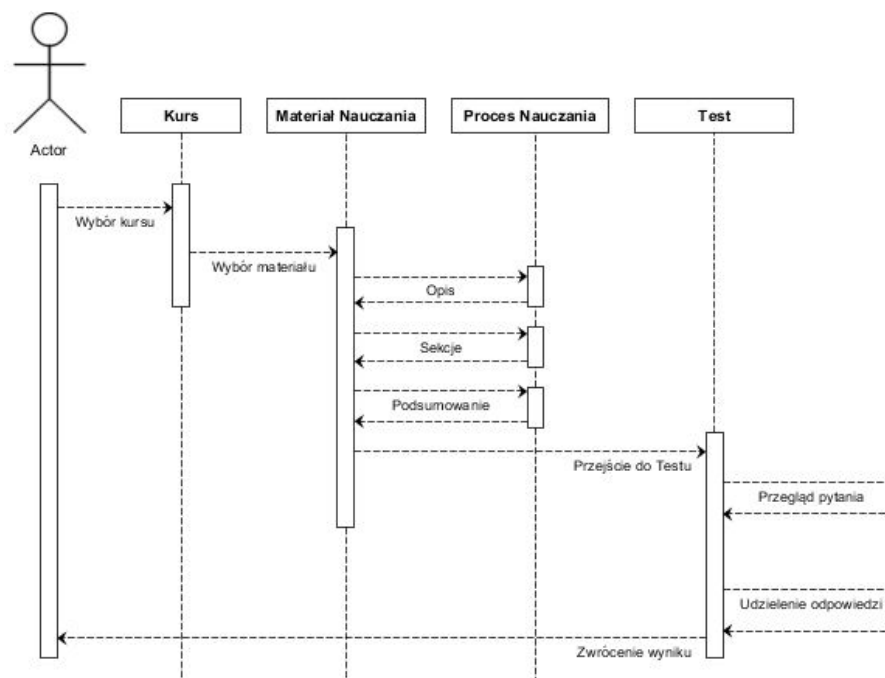 Kurs
Materiał Nauczania
Proces Nauczania
Test
Actor
Wybór kursu
Wybór materiału
Opis
Sekcje
Podsumowanie
Przejście do Testu
Przegląd pytania
Udzielenie odpowiedzi
Zwrócenie wyniku